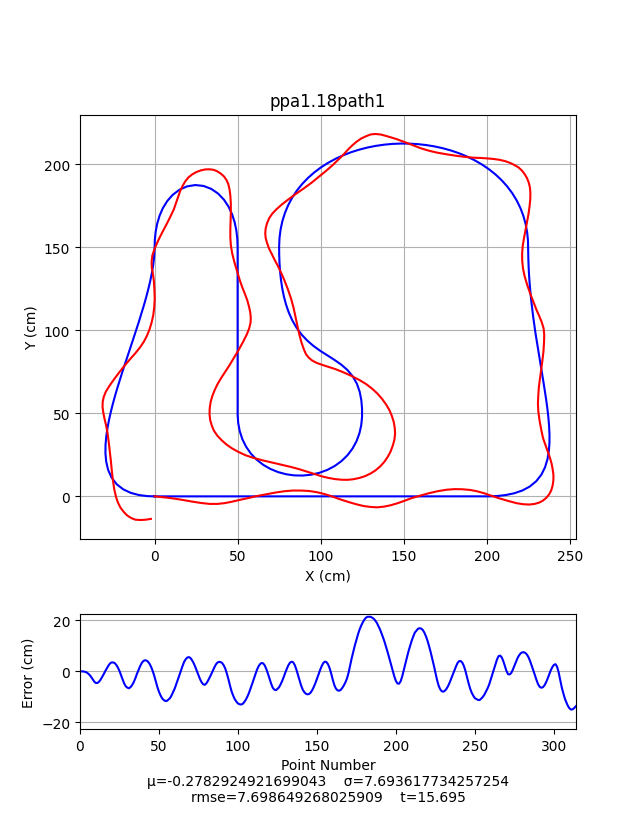 ppa1.18path1
200
150
100
50
0
Y (cm)
0 50 100 150 200 250
X (cm)
20
0
−20
Error (cm)
0 50 100 150 200 250 300
Point Number
μ=-0.2782924921699043 σ=7.693617734257254
rmse=7.698649268025909 t=15.695